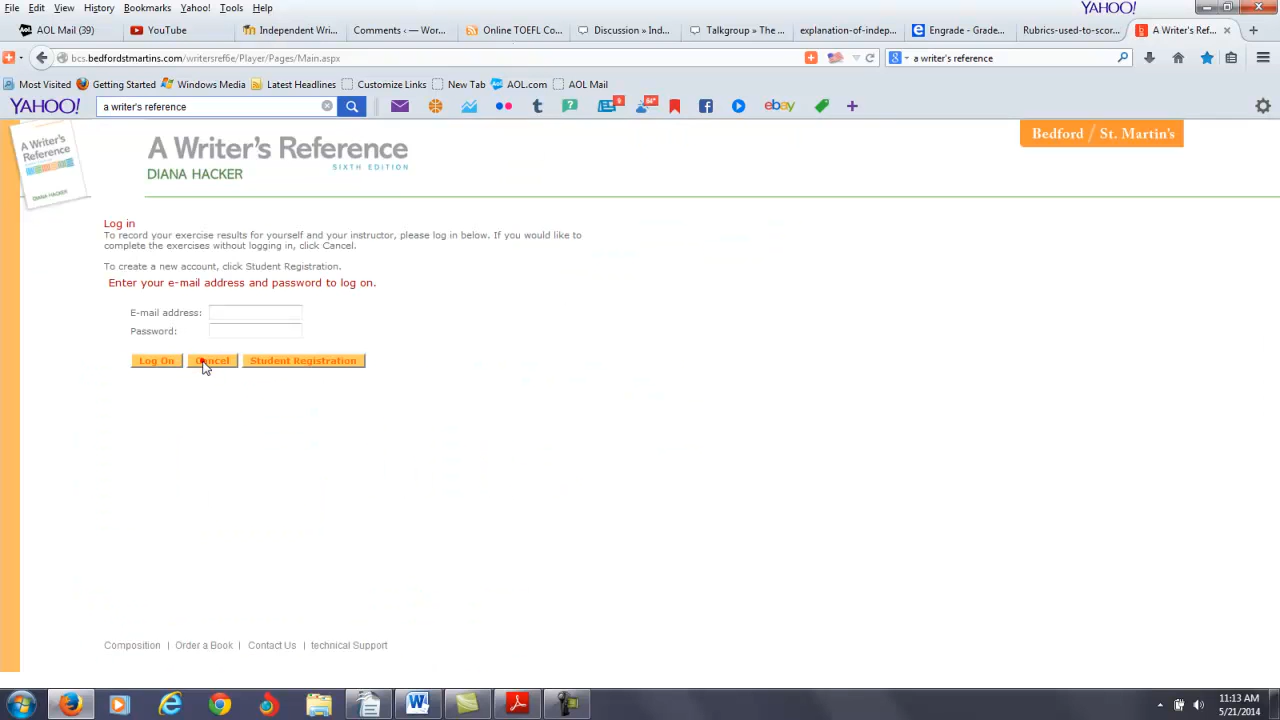 File Edit View History Bookmarks Yahoo! Tools Help
YAHOO!
AOL Mail (39) YouTube Independent Wri... Comments ‹ — Wor... Online TOEFL Co... Discussion » Ind... Talkgroup » The ... explanation-of-indep... Engrade - Grade... Rubrics-used-to-scor... A Writer's Ref...
bcs.bedfordstmartins.com/writersref6e/Player/Pages/Main.aspx
a writer's reference
Most Visited Getting Started Windows Media Latest Headlines Customize Links New Tab AOL.com AOL Mail
YAHOO! a writer's reference
ebay
A Writer's Reference
DIANA HACKER
A Writer's Reference
SIXTH EDITION
DIANA HACKER
Bedford / St. Martin's
Log in
To record your exercise results for yourself and your instructor, please log in below. If you would like to
complete the exercises without logging in, click Cancel.
To create a new account, click Student Registration.
Enter your e-mail address and password to log on.
E-mail address:
Password:
Log On Cancel Student Registration
Composition | Order a Book | Contact Us | technical Support
11:13 AM
5/21/2014